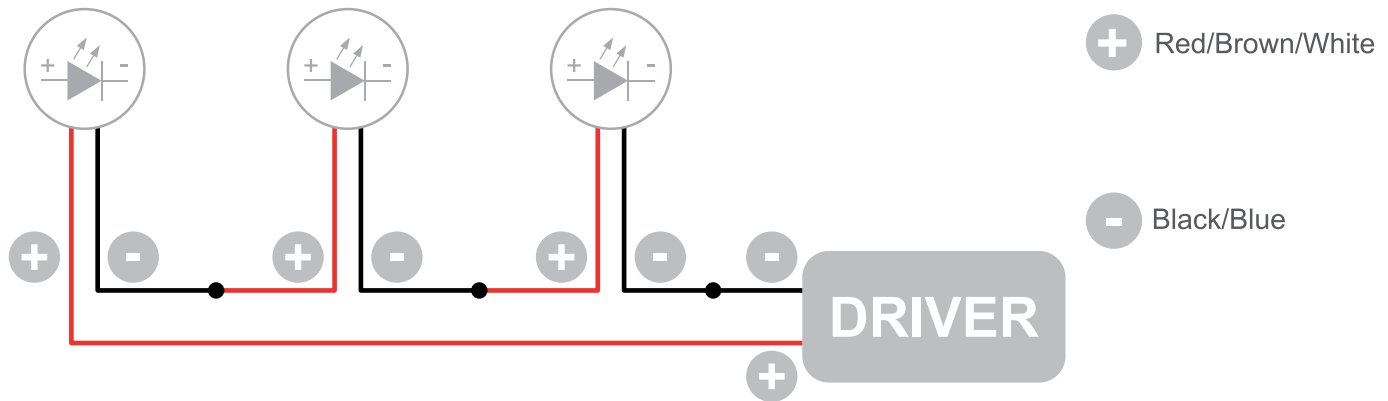 + - + - + -
+ Red/Brown/White
- Black/Blue
+ - + - + - -
DRIVER
+